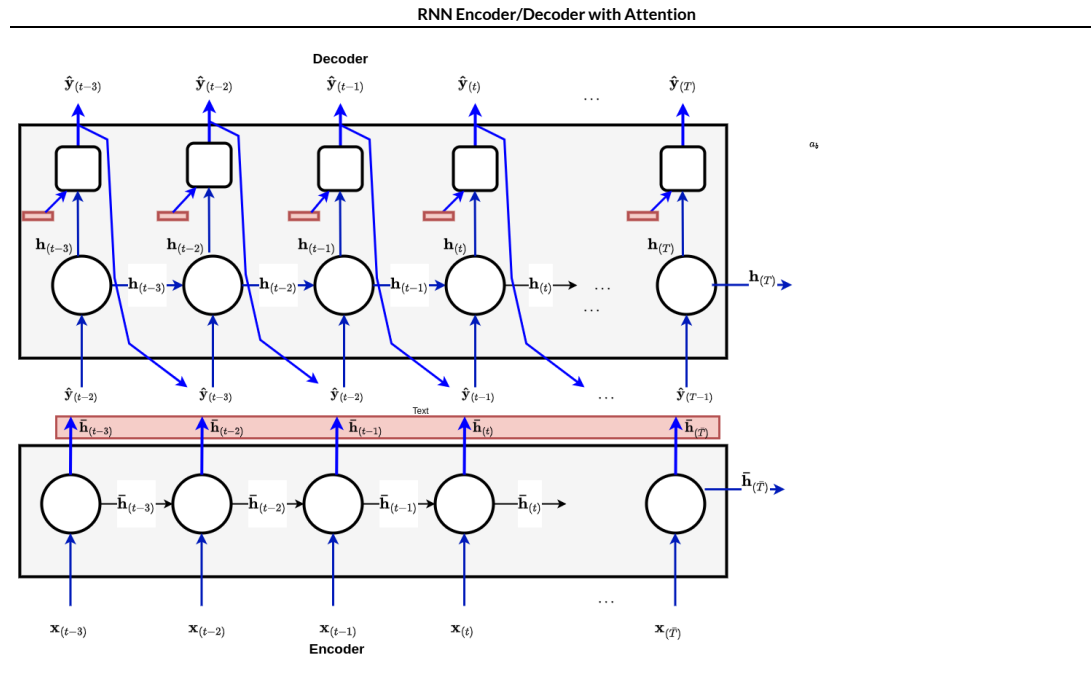 RNN Encoder/Decoder with Attention
Decoder
ŷ(t−3) ŷ(t−2) ŷ(t−1) ŷ(t) ... ŷ(T)
h(t−3) h(t−2) h(t−1) h(t) h(T)
h(t−3) h(t−2) h(t−1) h(t) ... h(T)
...
ŷ(t−2) ŷ(t−3) ŷ(t−2) ŷ(t−1) ... ŷ(T−1)
Text
h̄(t−3) h̄(t−2) h̄(t−1) h̄(t) h̄(T̄)
h̄(t−3) h̄(t−2) h̄(t−1) h̄(t) h̄(T̄)
...
x(t−3) x(t−2) x(t−1) x(t) x(T̄)
Encoder